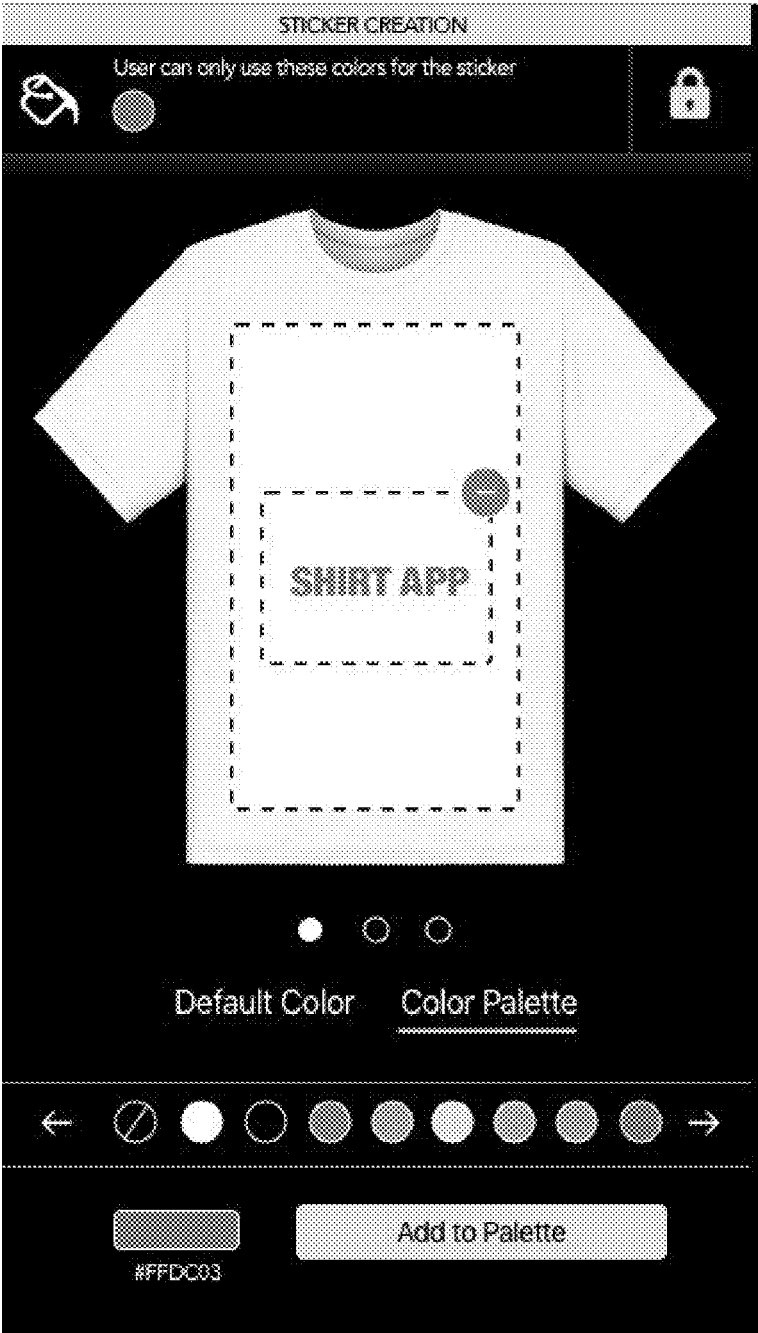 STICKER CREATION
User can only use these colors for the sticker
SHIRT APP
Default Color Color Palette
Add to Palette
#FFDC03